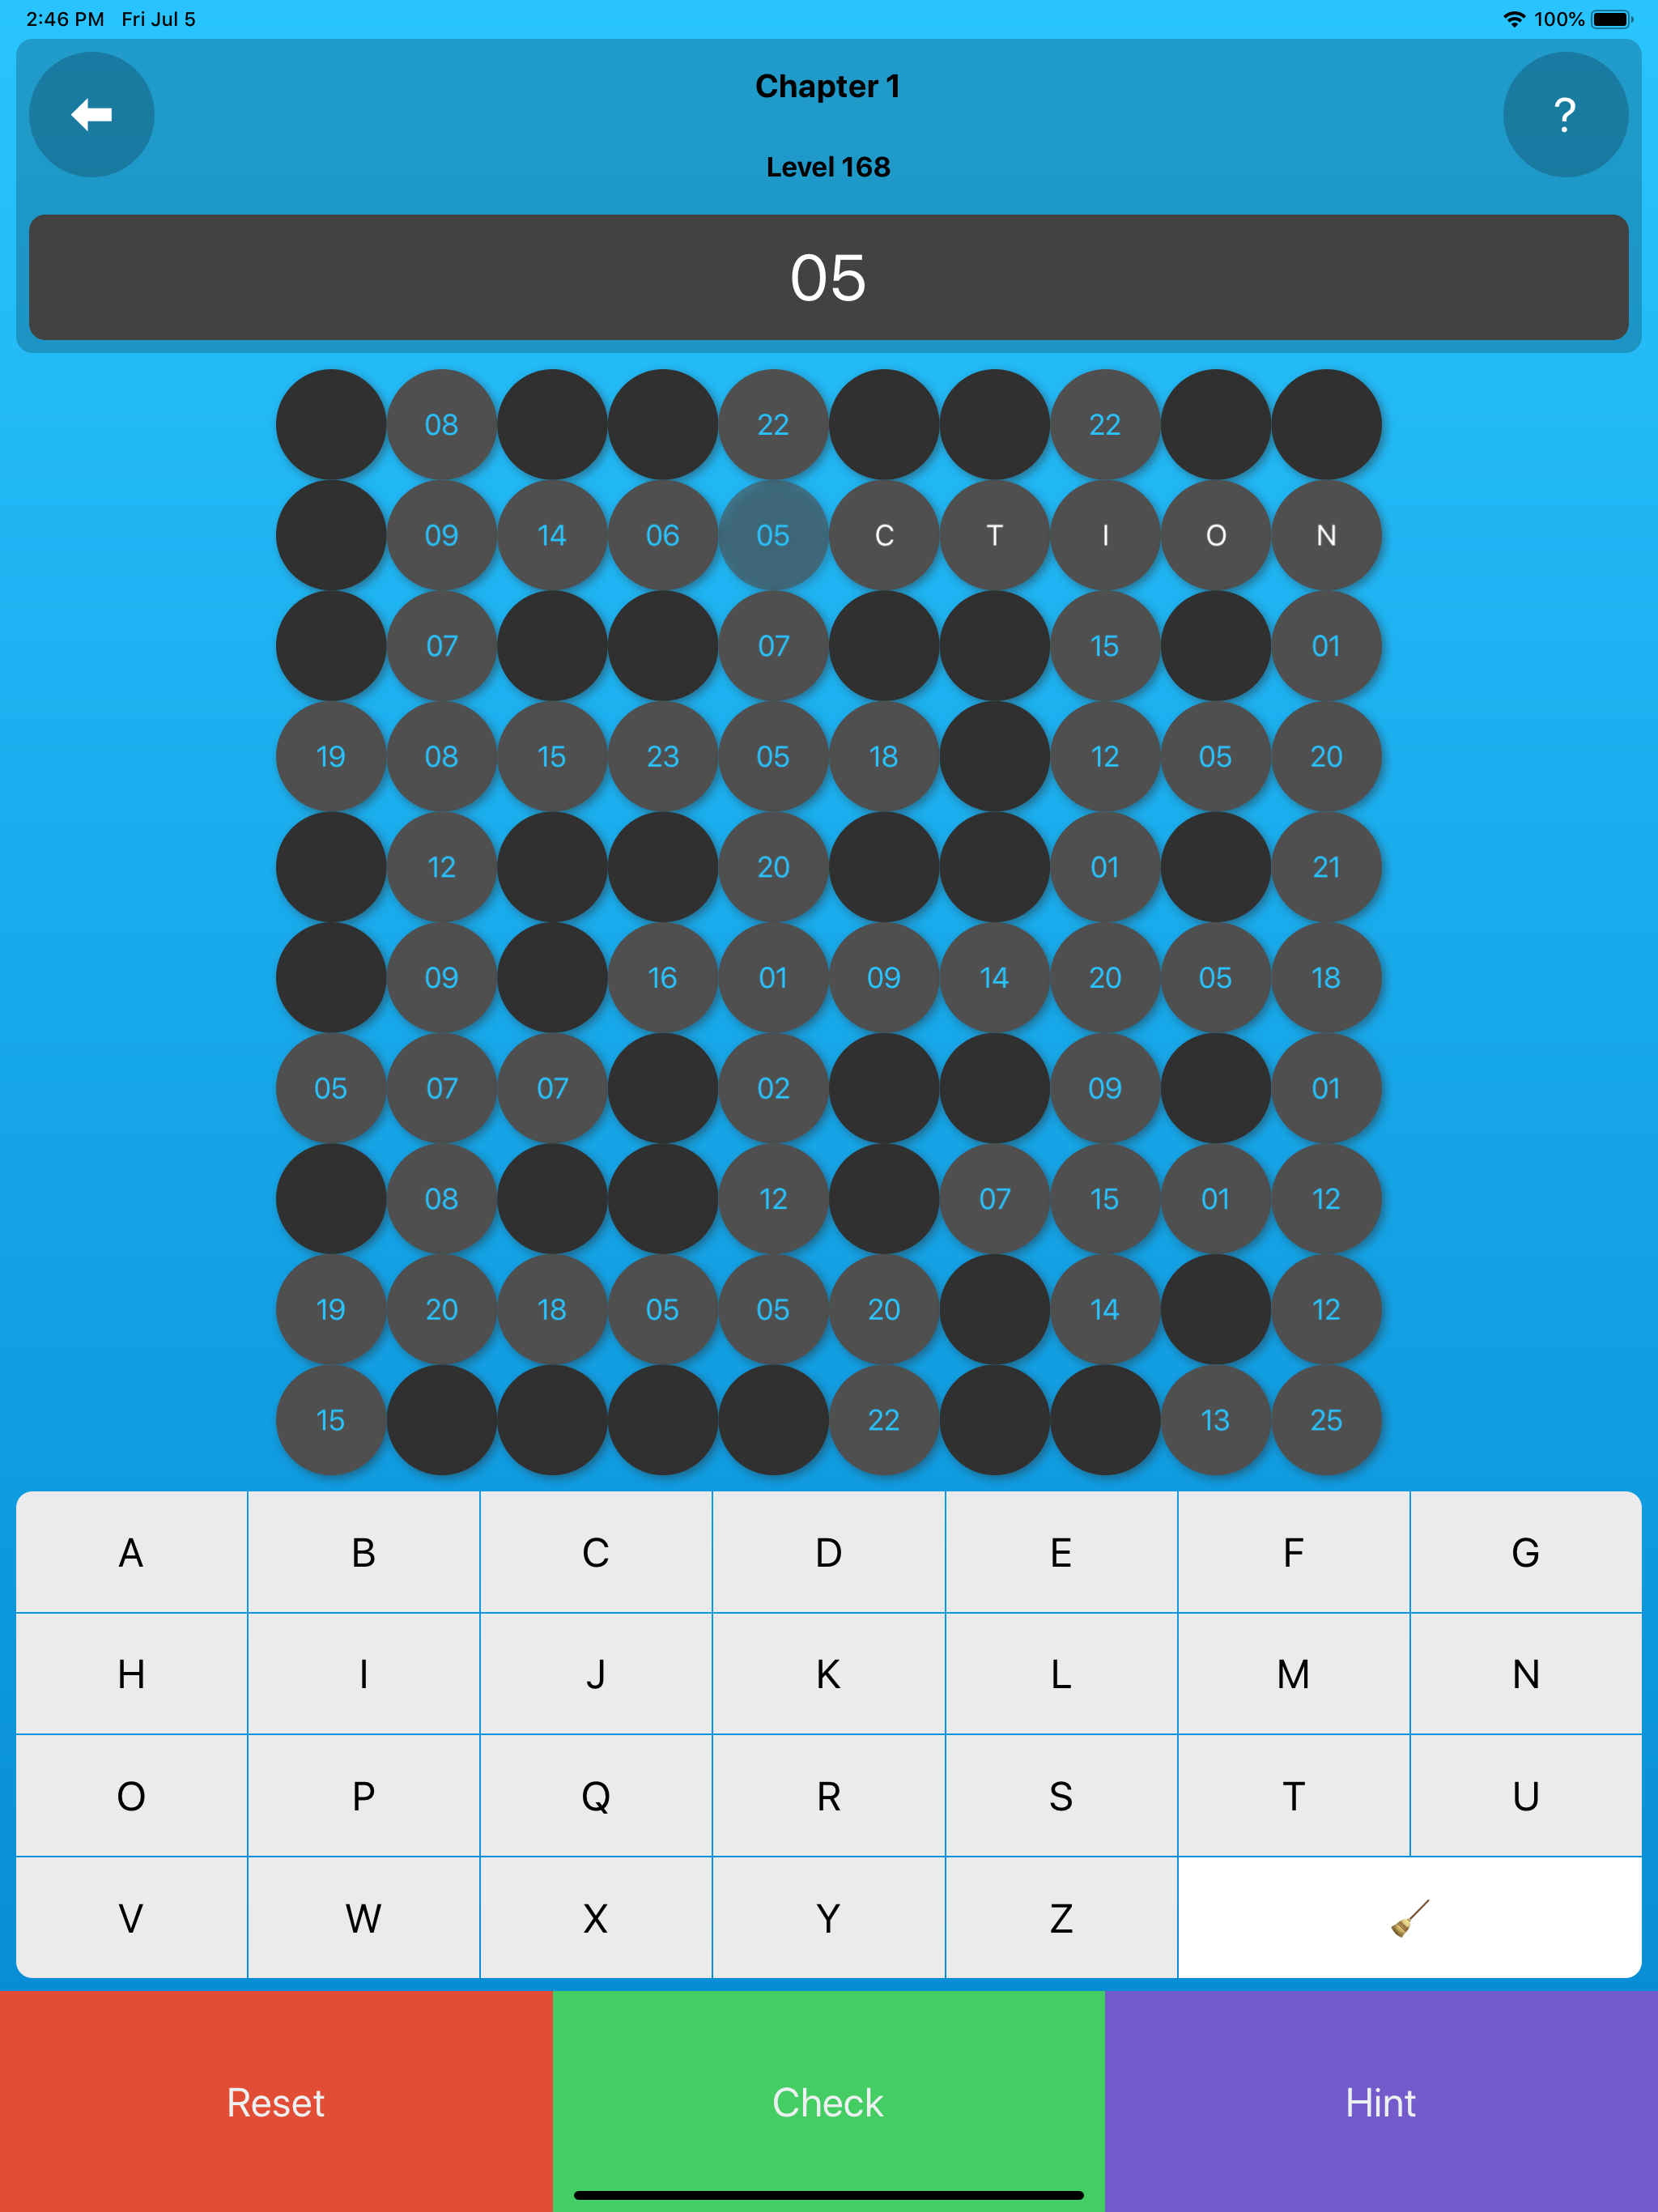 2:46 PM Fri Jul 5 100%
Chapter 1
?
Level 168
05
08 22 22
09 14 06 05 C T I O N
07 07 15 01
19 08 15 23 05 18 12 05 20
12 20 01 21
09 16 01 09 14 20 05 18
05 07 07 02 09 01
08 12 07 15 01 12
19 20 18 05 05 20 14 12
15 22 13 25
A B C D E F G
H I J K L M N
O P Q R S T U
V W X Y Z
Reset Check Hint